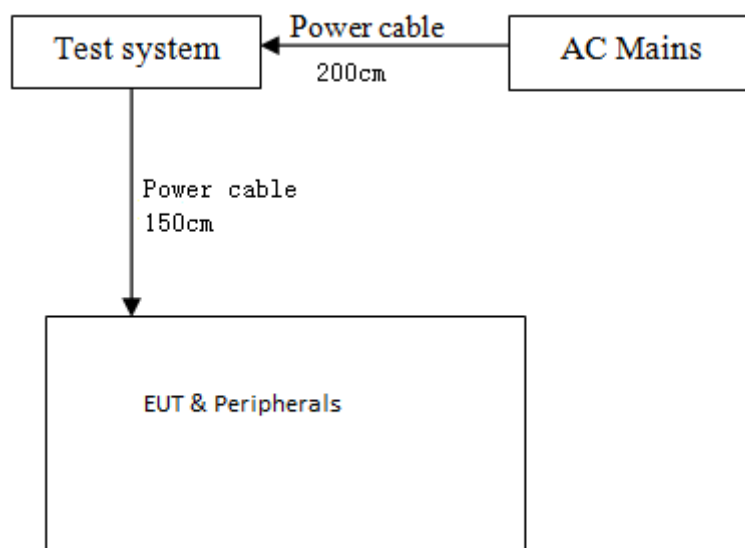 Test system
Power cable
200cm
AC Mains
Power cable
150cm
EUT & Peripherals